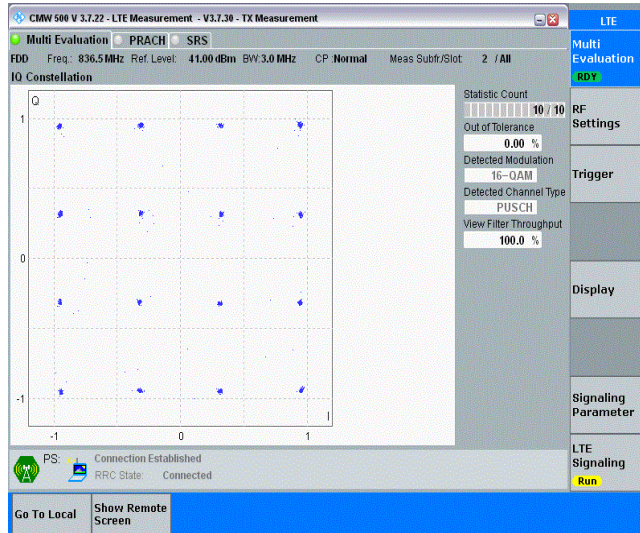 CMW 500 V 3.7.22 - LTE Measurement - V3.7.30 - TX Measurement
LTE
Multi Evaluation PRACH SRS
Multi Evaluation
RDY
FDD Freq.: 836.5 MHz Ref. Level: 41.00 dBm BW: 3.0 MHz CP :Normal Meas Subfr./Slot: 2 / All
IQ Constellation
Q
1
0
-1
-1 0 1
I
Statistic Count
10 / 10
Out of Tolerance
0.00 %
Detected Modulation
16-QAM
Detected Channel Type
PUSCH
View Filter Throughput
100.0 %
RF Settings
Trigger
Display
Signaling Parameter
LTE Signaling
Run
PS: Connection Established
RRC State: Connected
Go To Local
Show Remote Screen